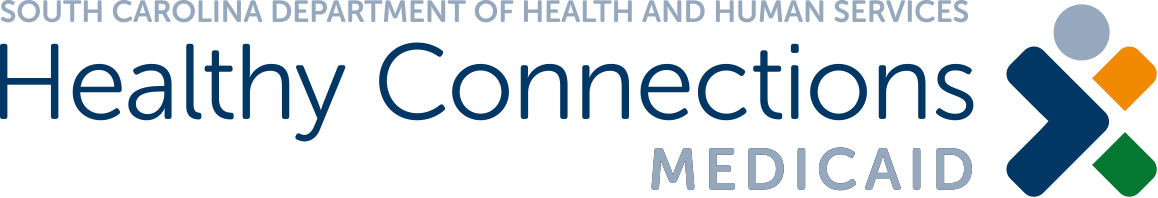 SOUTH CAROLINA DEPARTMENT OF HEALTH AND HUMAN SERVICES
Healthy Connections
MEDICAID